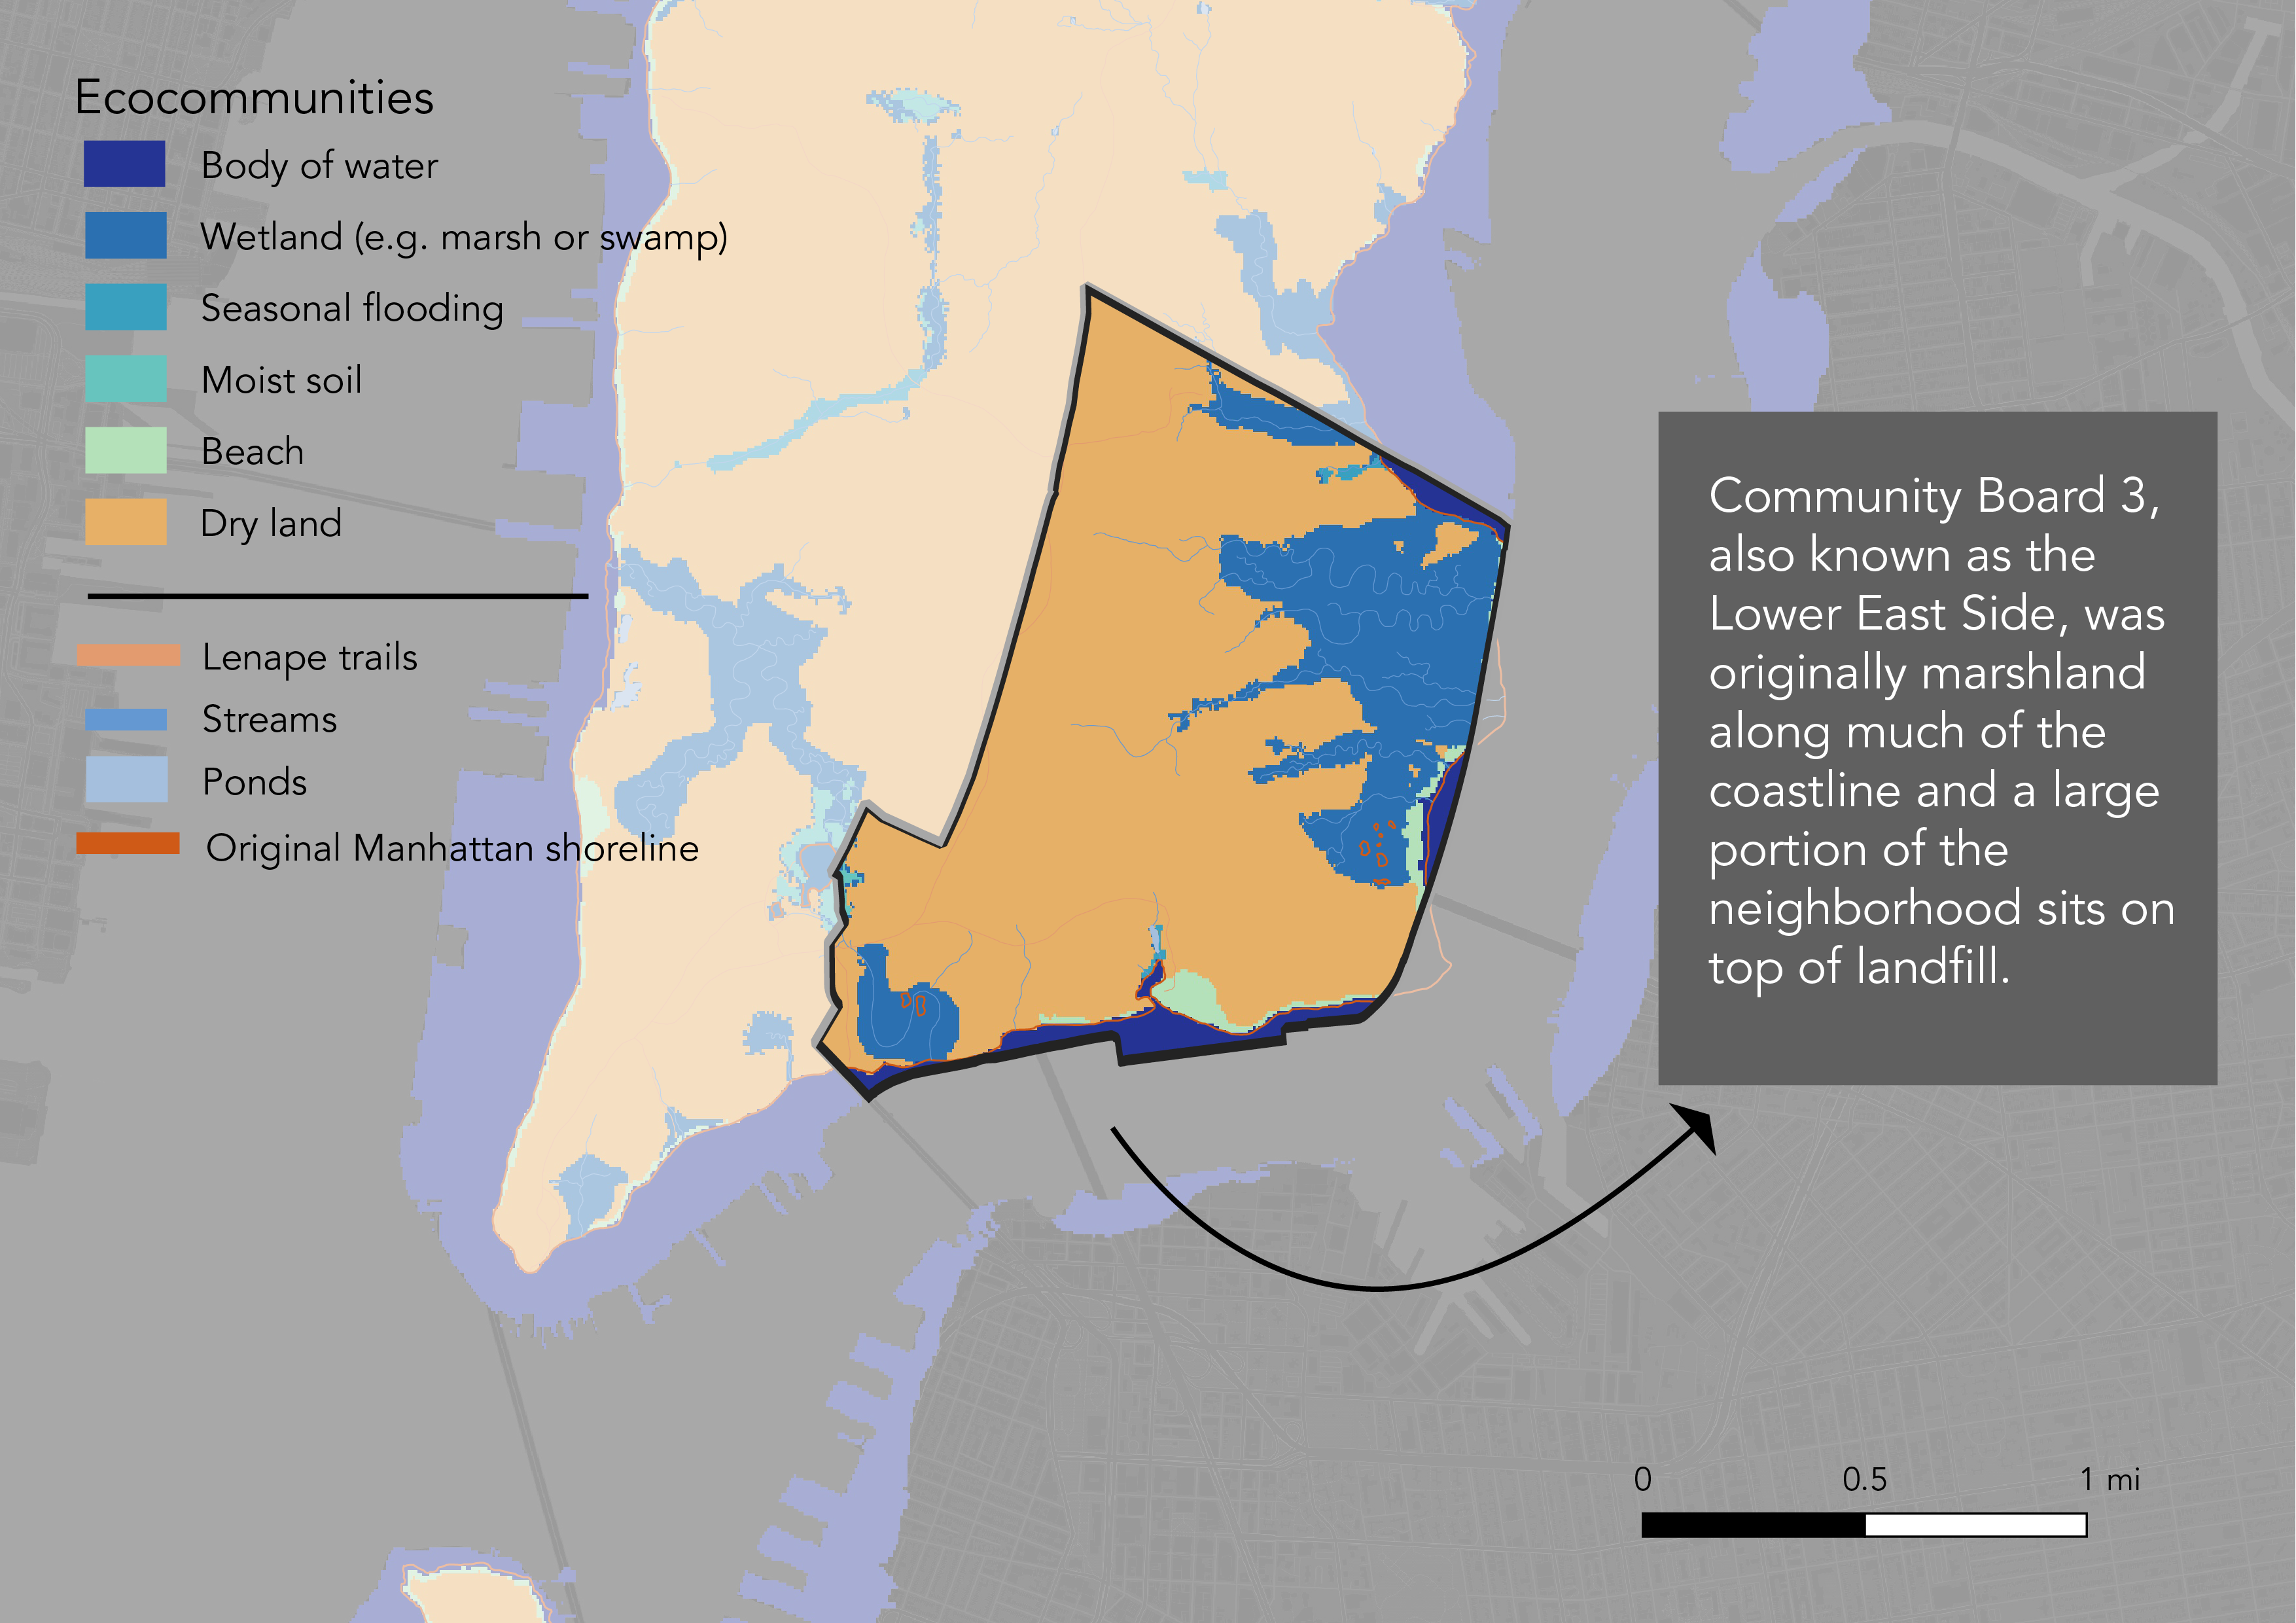 Ecocommunities
Body of water
Wetland (e.g. marsh or swamp)
Seasonal flooding
Moist soil
Beach
Dry land
Lenape trails
Streams
Ponds
Original Manhattan shoreline
Community Board 3,
also known as the
Lower East Side, was
originally marshland
along much of the
coastline and a large
portion of the
neighborhood sits on
top of landfill.
0 0.5 1 mi